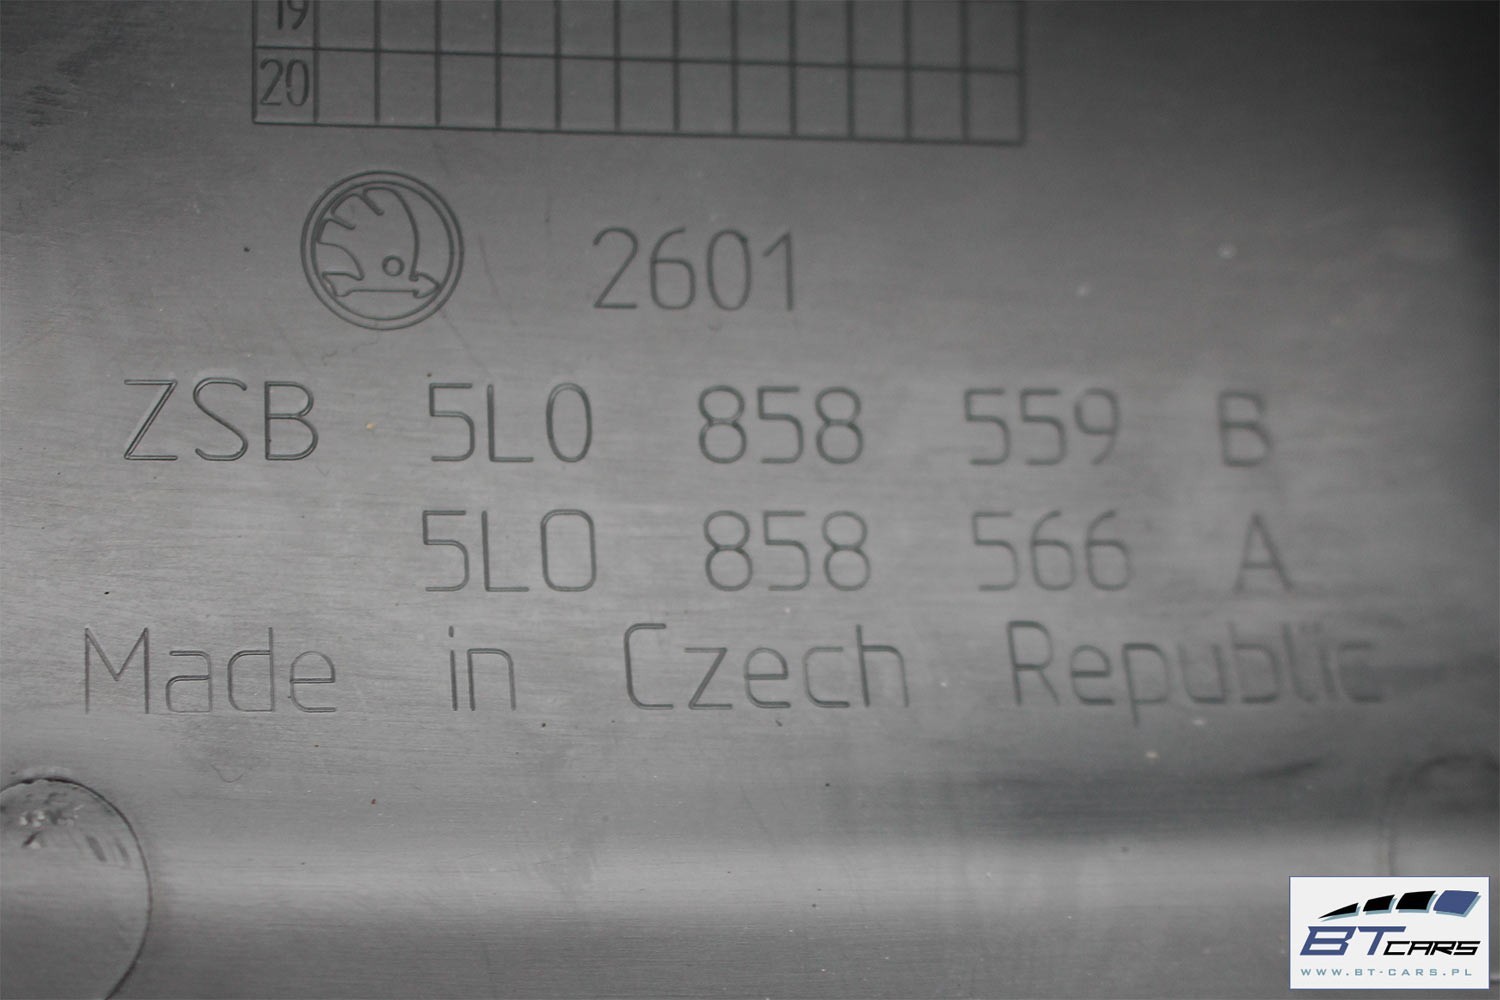 19
20
2601
ZSB 5L0 858 559 B
5L0 858 566 A
Made in Czech Republic
BT CARS
WWW.BT-CARS.PL